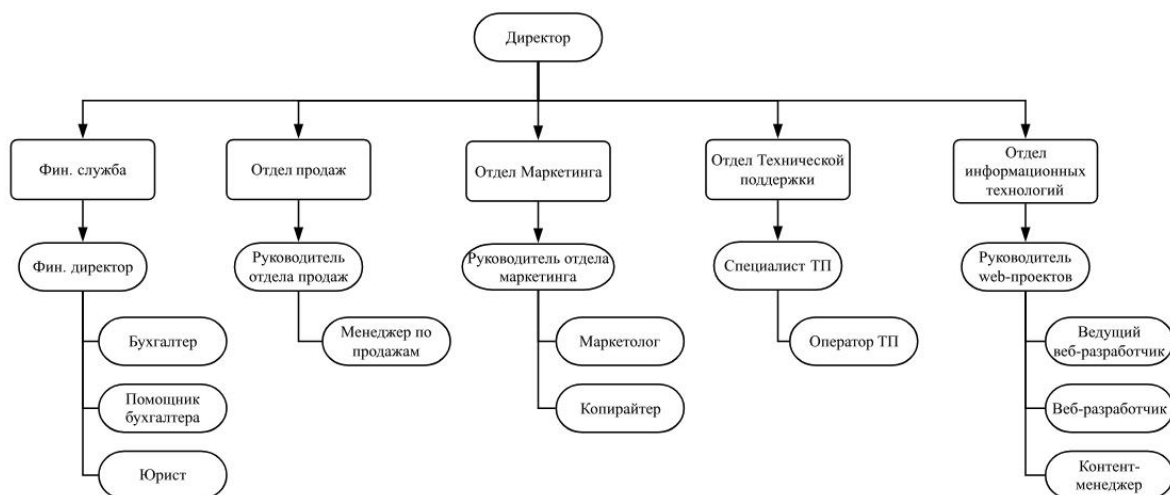 Директор
Фин. служба
Отдел продаж
Отдел Маркетинга
Отдел Технической
поддержки
Отдел
информационных
технологий
Фин. директор
Руководитель
отдела продаж
Руководитель отдела
маркетинга
Специалист ТП
Руководитель
web-проектов
Бухгалтер
Менеджер по
продажам
Маркетолог
Оператор ТП
Ведущий
веб-разработчик
Помощник
бухгалтера
Копирайтер
Веб-разработчик
Юрист
Контент-
менеджер